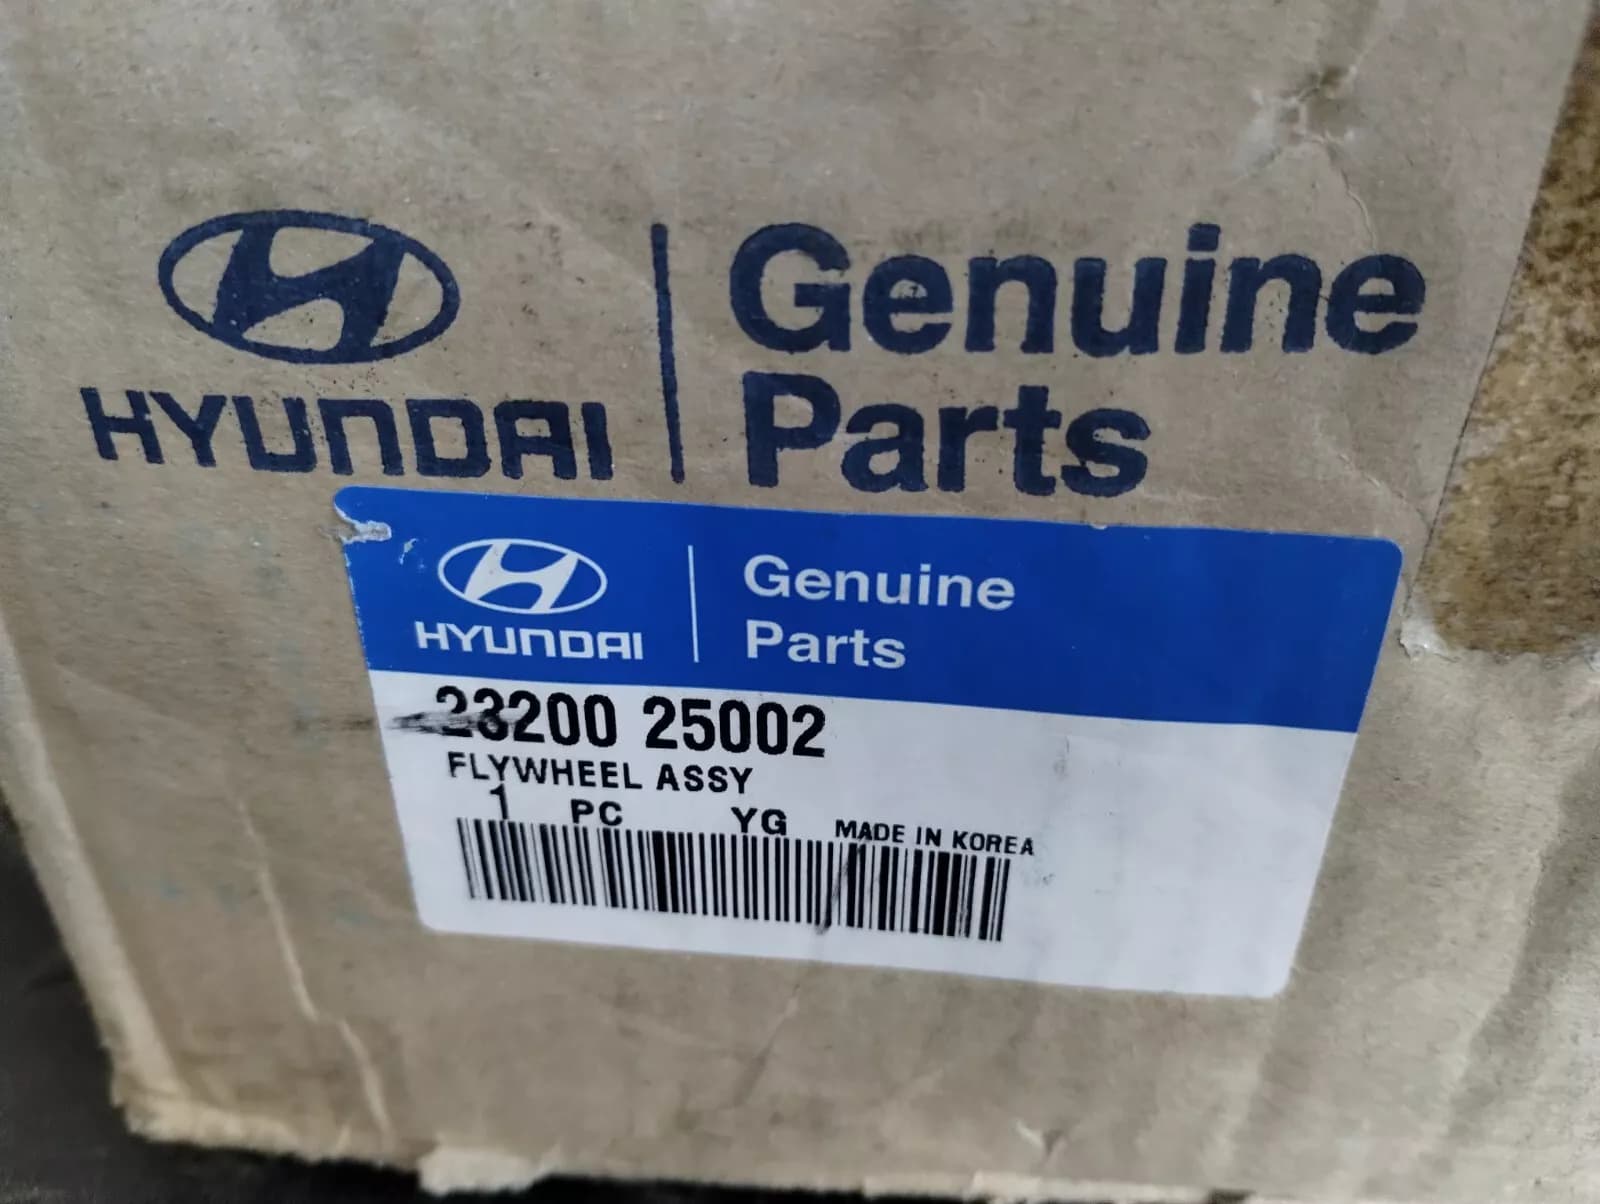 HYUNDAI
Genuine
Parts
HYUNDAI
Genuine
Parts
23200 25002
FLYWHEEL ASSY
1 PC YG MADE IN KOREA